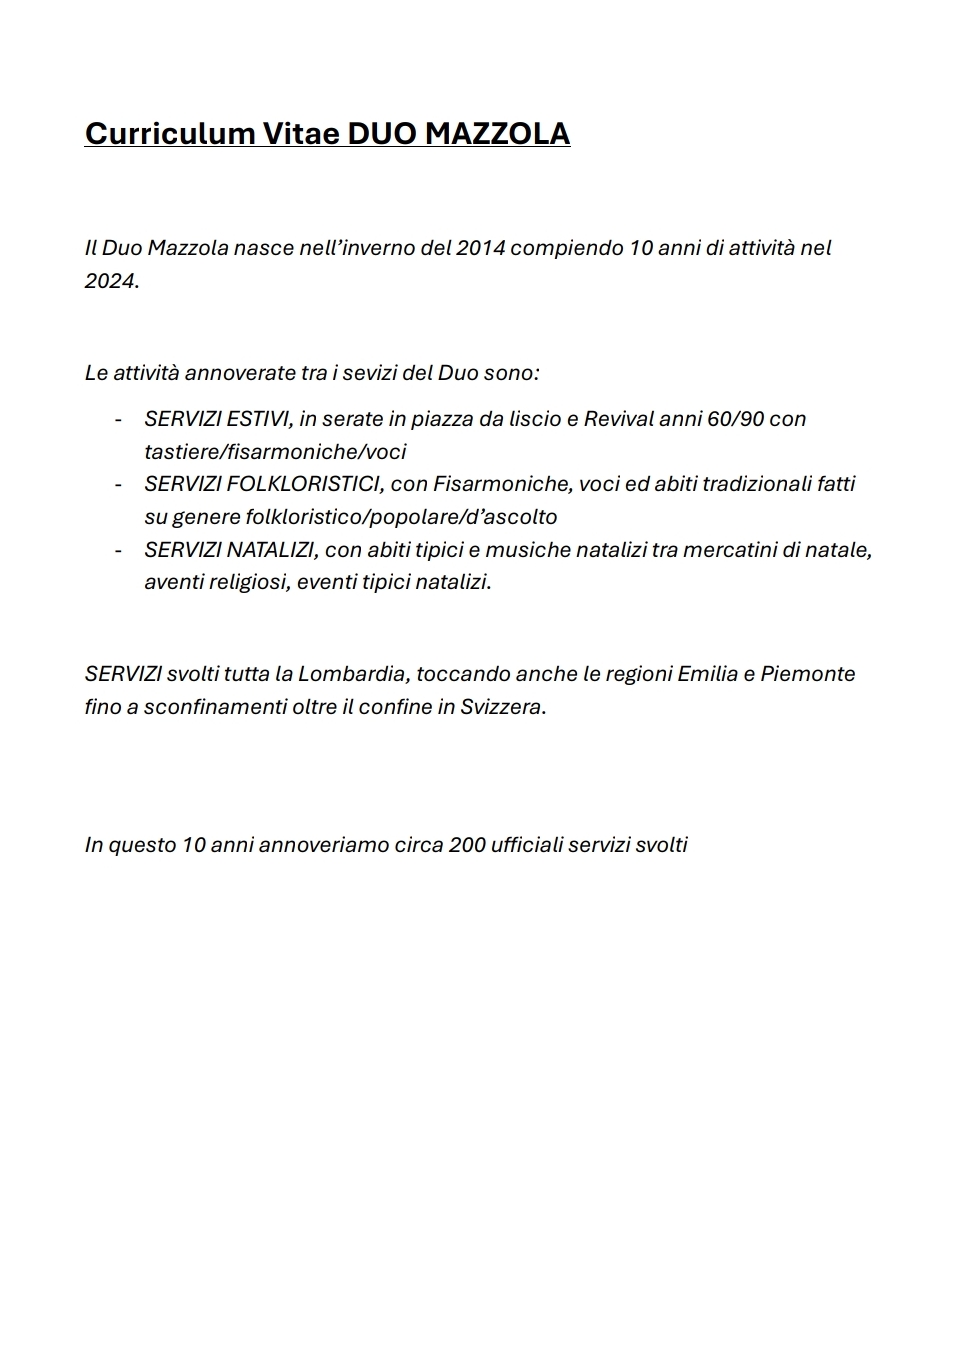 Curriculum Vitae DUO MAZZOLA
Il Duo Mazzola nasce nell’inverno del 2014 compiendo 10 anni di attività nel
2024.
Le attività annoverate tra i sevizi del Duo sono:
- SERVIZI ESTIVI, in serate in piazza da liscio e Revival anni 60/90 con
tastiere/fisarmoniche/voci
- SERVIZI FOLKLORISTICI, con Fisarmoniche, voci ed abiti tradizionali fatti
su genere folkloristico/popolare/d’ascolto
- SERVIZI NATALIZI, con abiti tipici e musiche natalizi tra mercatini di natale,
aventi religiosi, eventi tipici natalizi.
SERVIZI svolti tutta la Lombardia, toccando anche le regioni Emilia e Piemonte
fino a sconfinamenti oltre il confine in Svizzera.
In questo 10 anni annoveriamo circa 200 ufficiali servizi svolti